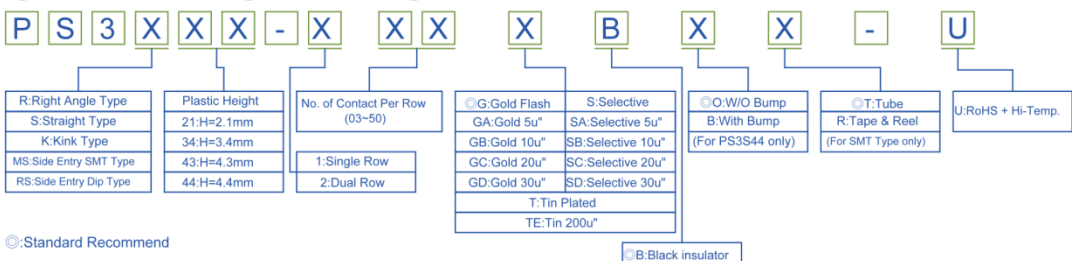 P S 3 X X X - X X X X B X X - U
R:Right Angle Type
S:Straight Type
K:Kink Type
MS:Side Entry SMT Type
RS:Side Entry Dip Type
Plastic Height
21:H=2.1mm
34:H=3.4mm
43:H=4.3mm
44:H=4.4mm
No. of Contact Per Row
(03~50)
1:Single Row
2:Dual Row
◎G:Gold Flash S:Selective
GA:Gold 5u" SA:Selective 5u"
GB:Gold 10u" SB:Selective 10u"
GC:Gold 20u" SC:Selective 20u"
GD:Gold 30u" SD:Selective 30u"
T:Tin Plated
TE:Tin 200u"
◎O:W/O Bump
B:With Bump
(For PS3S44 only)
◎T:Tube
R:Tape & Reel
(For SMT Type only)
U:RoHS + Hi-Temp.
◎:Standard Recommend
◎B:Black insulator